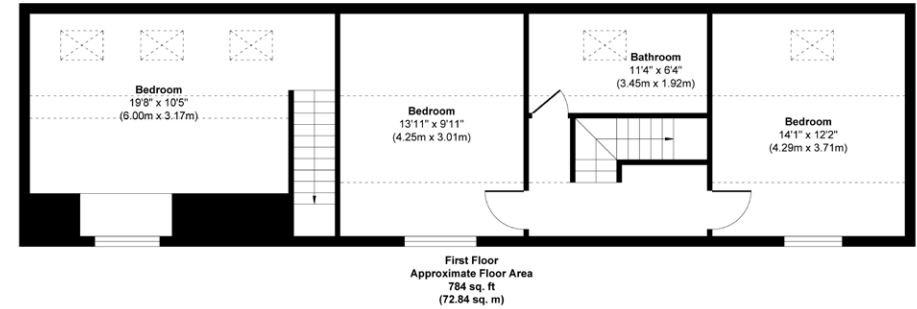 Bedroom
19'8" x 10'5"
(6.00m x 3.17m)
Bedroom
13'11" x 9'11"
(4.25m x 3.01m)
Bathroom
11'4" x 6'4"
(3.45m x 1.92m)
Bedroom
14'1" x 12'2"
(4.29m x 3.71m)
First Floor
Approximate Floor Area
784 sq. ft
(72.84 sq. m)